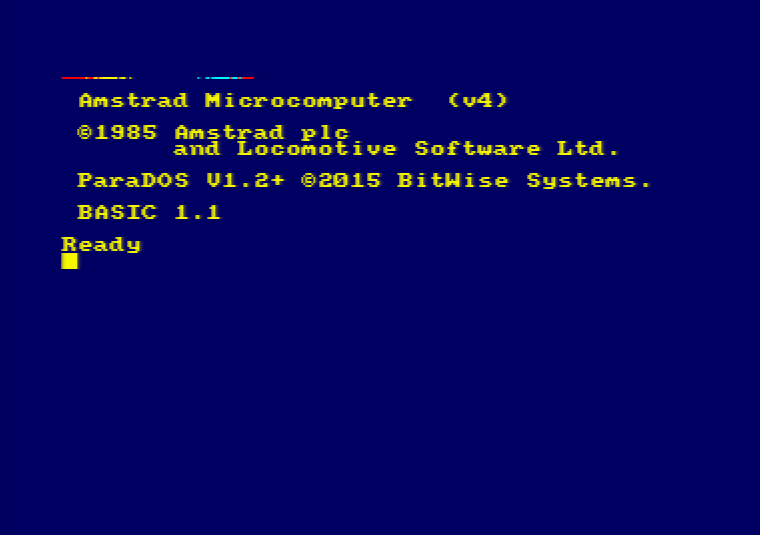 Amstrad Microcomputer (v4)
©1985 Amstrad plc
and Locomotive Software Ltd.
ParaDOS V1.2+ ©2015 BitWise Systems.
BASIC 1.1
Ready